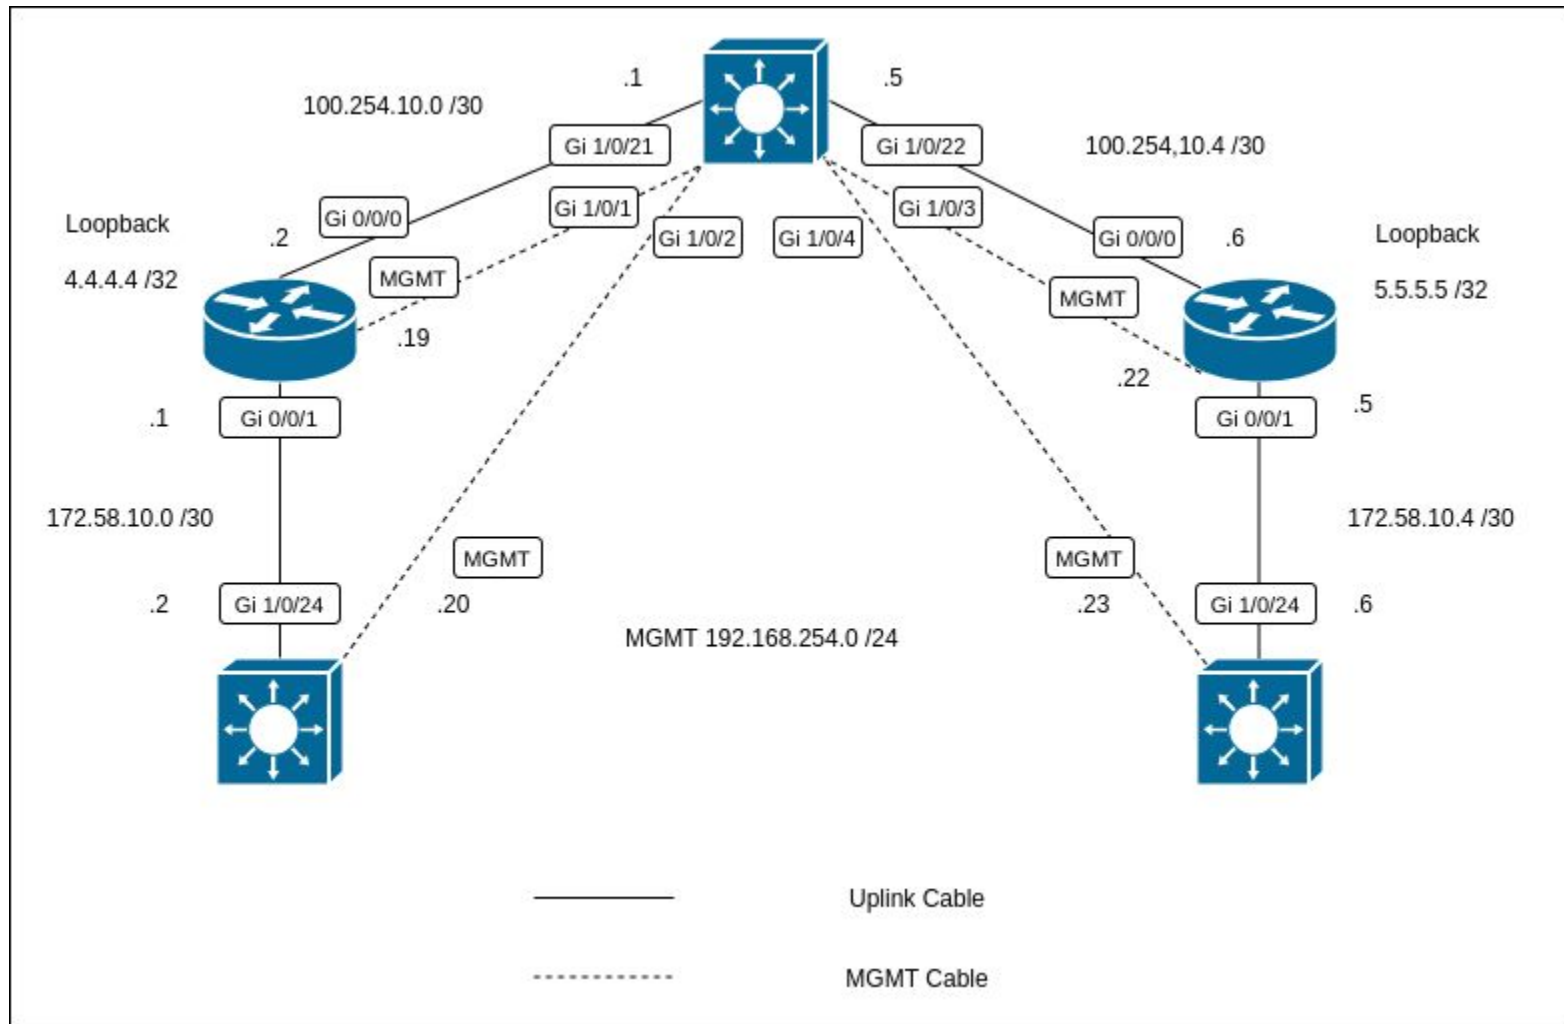 .1
.5
100.254.10.0 /30
Gi 1/0/21
Gi 1/0/22
100.254,10.4 /30
Gi 1/0/1
Gi 1/0/3
Loopback
.2
Gi 0/0/0
Gi 1/0/2
Gi 1/0/4
Gi 0/0/0
.6
Loopback
4.4.4.4 /32
MGMT
MGMT
5.5.5.5 /32
.19
.22
.1
Gi 0/0/1
Gi 0/0/1
.5
172.58.10.0 /30
172.58.10.4 /30
MGMT
MGMT
.2
Gi 1/0/24
.20
.23
Gi 1/0/24
.6
MGMT 192.168.254.0 /24
Uplink Cable
MGMT Cable